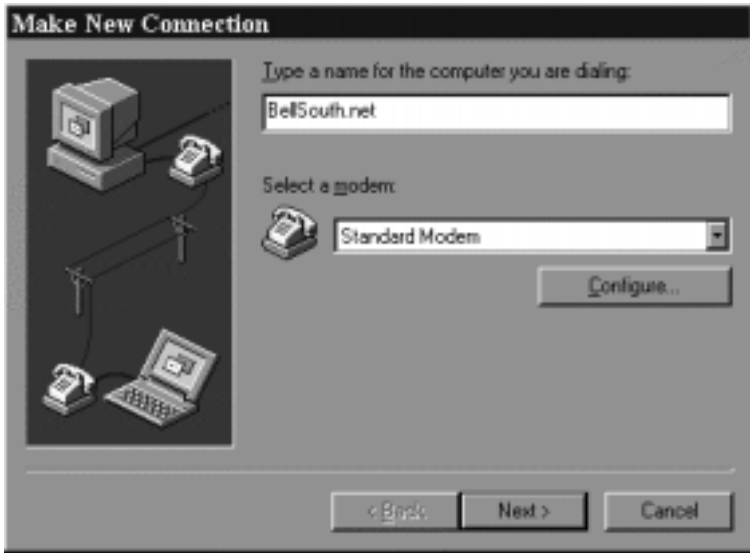 Make New Connection
Type a name for the computer you are dialing:
BellSouth.net
Select a modem:
Standard Modem
Configure...
< Back
Next >
Cancel